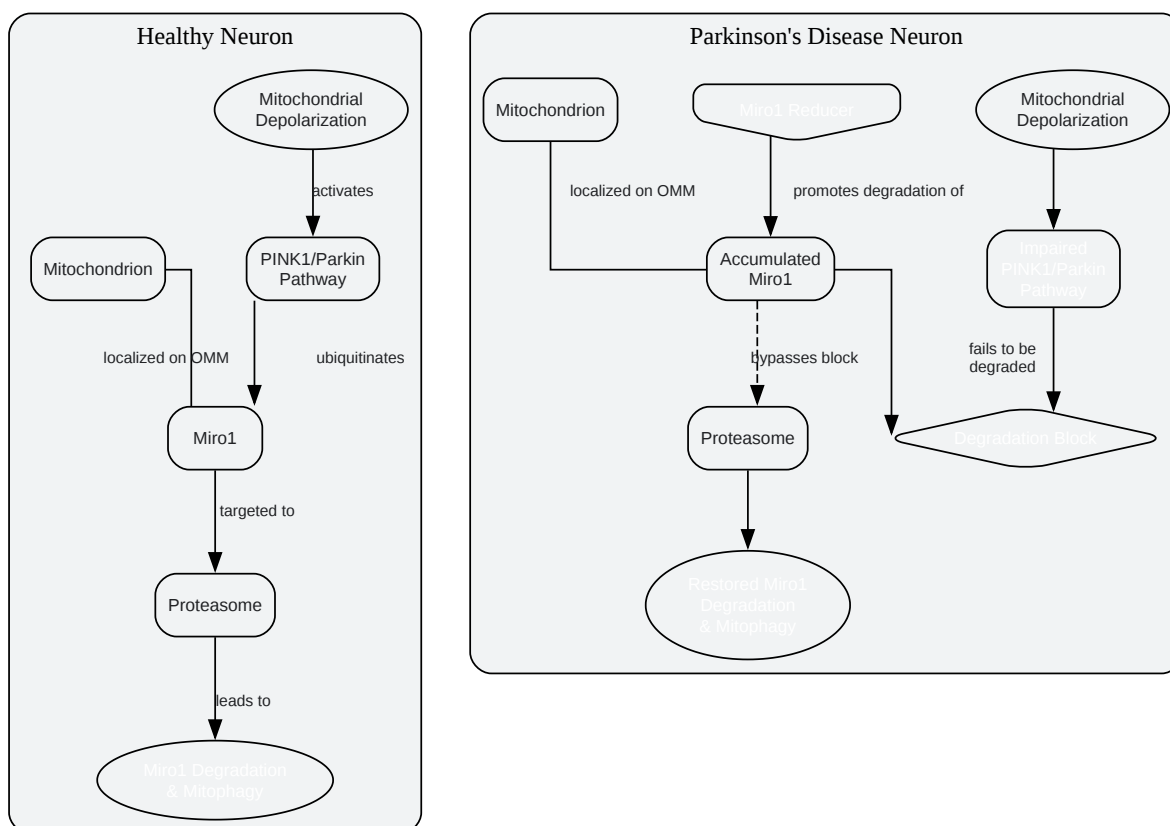 Healthy Neuron
Mitochondrial
Depolarization
activates
Mitochondrion
PINK1/Parkin
Pathway
localized on OMM
ubiquitinates
Miro1
targeted to
Proteasome
leads to
Miro1 Degradation
& Mitophagy
Parkinson's Disease Neuron
Mitochondrion
Miro1 Reducer
Mitochondrial
Depolarization
localized on OMM
promotes degradation of
Accumulated
Miro1
Impaired
PINK1/Parkin
Pathway
bypasses block
fails to be
degraded
Proteasome
Degradation Block
Restored Miro1
Degradation
& Mitophagy